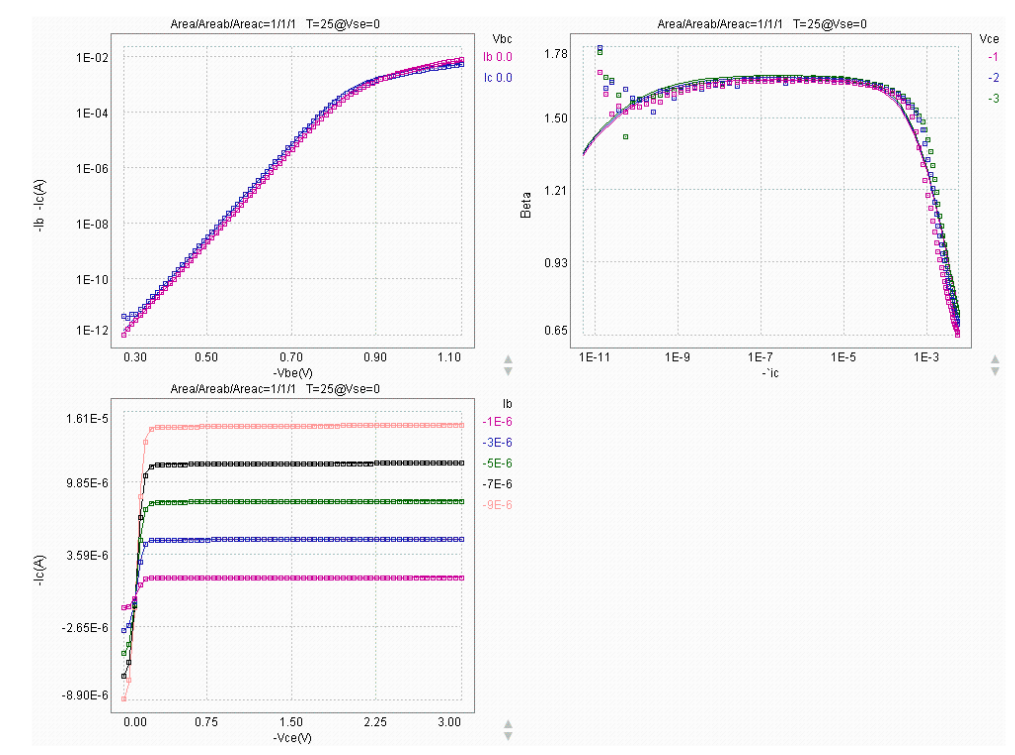 Area/Areab/Areac=1/1/1 T=25@Vse=0
Vbc
Ib 0.0
Ic 0.0
1E-02
1E-04
1E-06
1E-08
1E-10
1E-12
-Ib -Ic(A)
0.30 0.50 0.70 0.90 1.10
-Vbe(V)
Area/Areab/Areac=1/1/1 T=25@Vse=0
Vce
-1
-2
-3
1.78
1.50
1.21
0.93
0.65
Beta
1E-11 1E-9 1E-7 1E-5 1E-3
-`ic
Area/Areab/Areac=1/1/1 T=25@Vse=0
Ib
-1E-6
-3E-6
-5E-6
-7E-6
-9E-6
1.61E-5
9.85E-6
3.59E-6
-2.65E-6
-8.90E-6
-Ic(A)
0.00 0.75 1.50 2.25 3.00
-Vce(V)